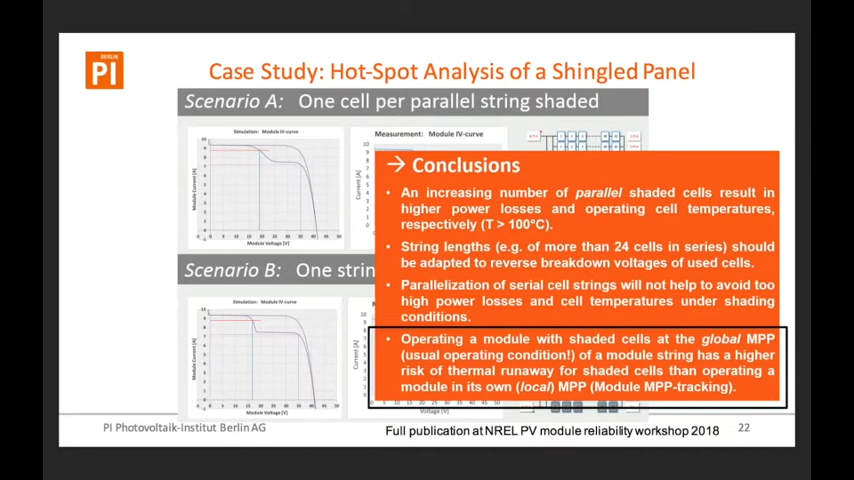 BERLIN
PI
Case Study: Hot-Spot Analysis of a Shingled Panel
Scenario A: One cell per parallel string shaded
Simulation: Module IV-curve
Measurement: Module IV-curve
Module Current [A]
Current [A]
Module Voltage [V]
→ Conclusions
• An increasing number of parallel shaded cells result in
higher power losses and operating cell temperatures,
respectively (T > 100°C).
• String lengths (e.g. of more than 24 cells in series) should
be adapted to reverse breakdown voltages of used cells.
• Parallelization of serial cell strings will not help to avoid too
high power losses and cell temperatures under shading
conditions.
• Operating a module with shaded cells at the global MPP
(usual operating condition!) of a module string has a higher
risk of thermal runaway for shaded cells than operating a
module in its own (local) MPP (Module MPP-tracking).
Scenario B: One strin
Simulation: Module IV-curve
Module Current [A]
Current [A]
Module Voltage [V]
Voltage [V]
PI Photovoltaik-Institut Berlin AG
Full publication at NREL PV module reliability workshop 2018
22